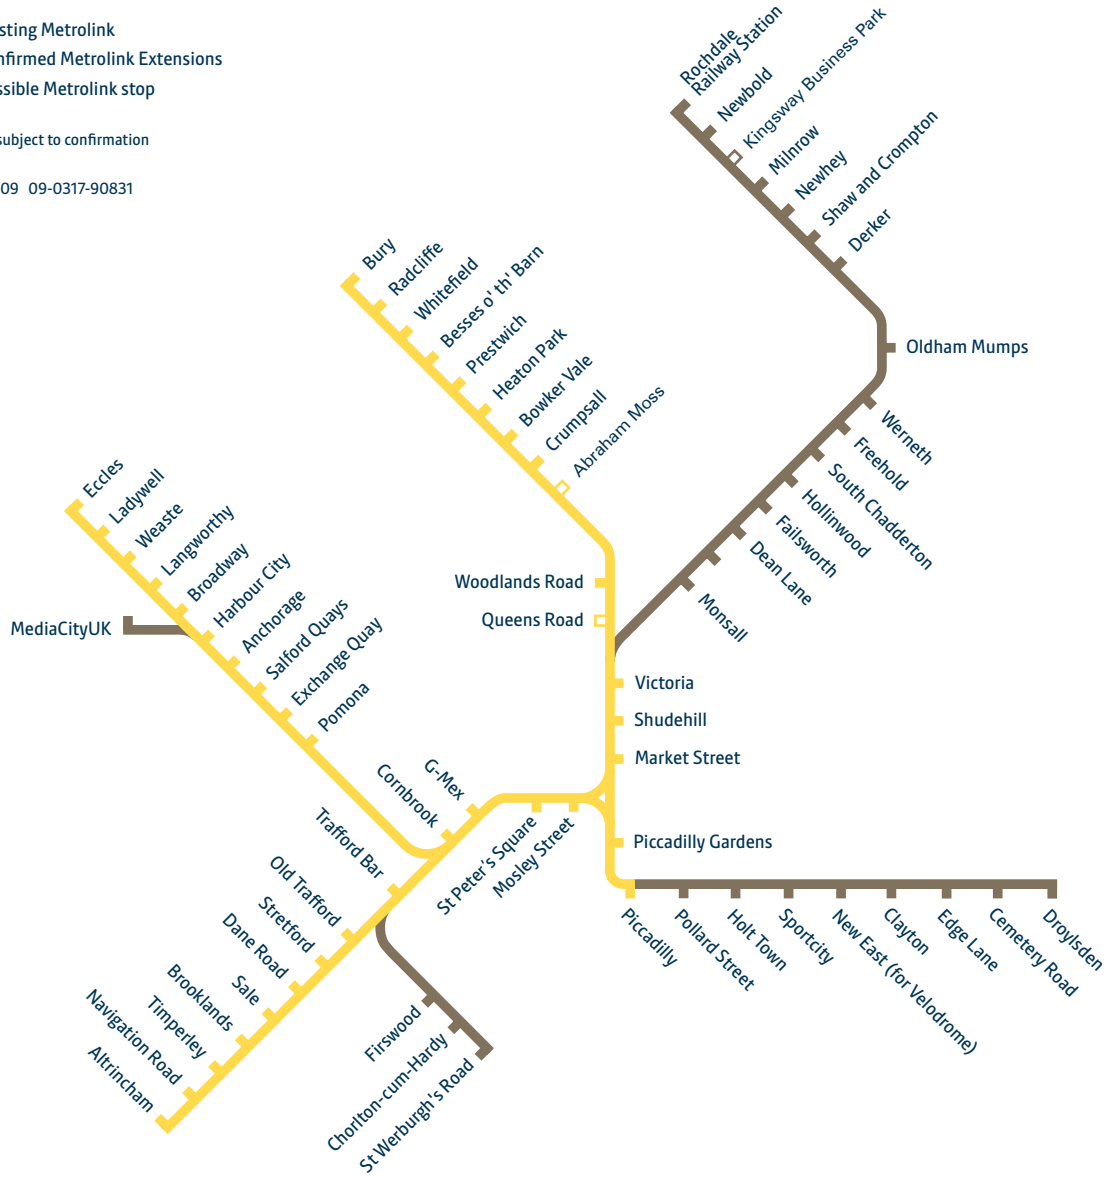 sting Metrolink
nfirmed Metrolink Extensions
ssible Metrolink stop
subject to confirmation
09 09-0317-90831
Rochdale
Railway Station
Newbold
Kingsway Business Park
Milnrow
Newhey
Shaw and Crompton
Derker
Oldham Mumps
Werneth
Freehold
South Chadderton
Hollinwood
Failsworth
Dean Lane
Monsall
Bury
Radcliffe
Whitefield
Besses o' th' Barn
Prestwich
Heaton Park
Bowker Vale
Crumpsall
Abraham Moss
Woodlands Road
Queens Road
Victoria
Shudehill
Market Street
Eccles
Ladywell
Weaste
Langworthy
Broadway
Harbour City
Anchorage
Salford Quays
Exchange Quay
Pomona
MediaCityUK
G-Mex
Cornbrook
Trafford Bar
Old Trafford
Stretford
Dane Road
Sale
Brooklands
Timperley
Navigation Road
Altrincham
St Peter's Square
Mosley Street
Piccadilly Gardens
Piccadilly
Pollard Street
Holt Town
Sportcity
New East (for Velodrome)
Clayton
Edge Lane
Cemetery Road
Droylsden
Firswood
Chorlton-cum-Hardy
St Werburgh's Road